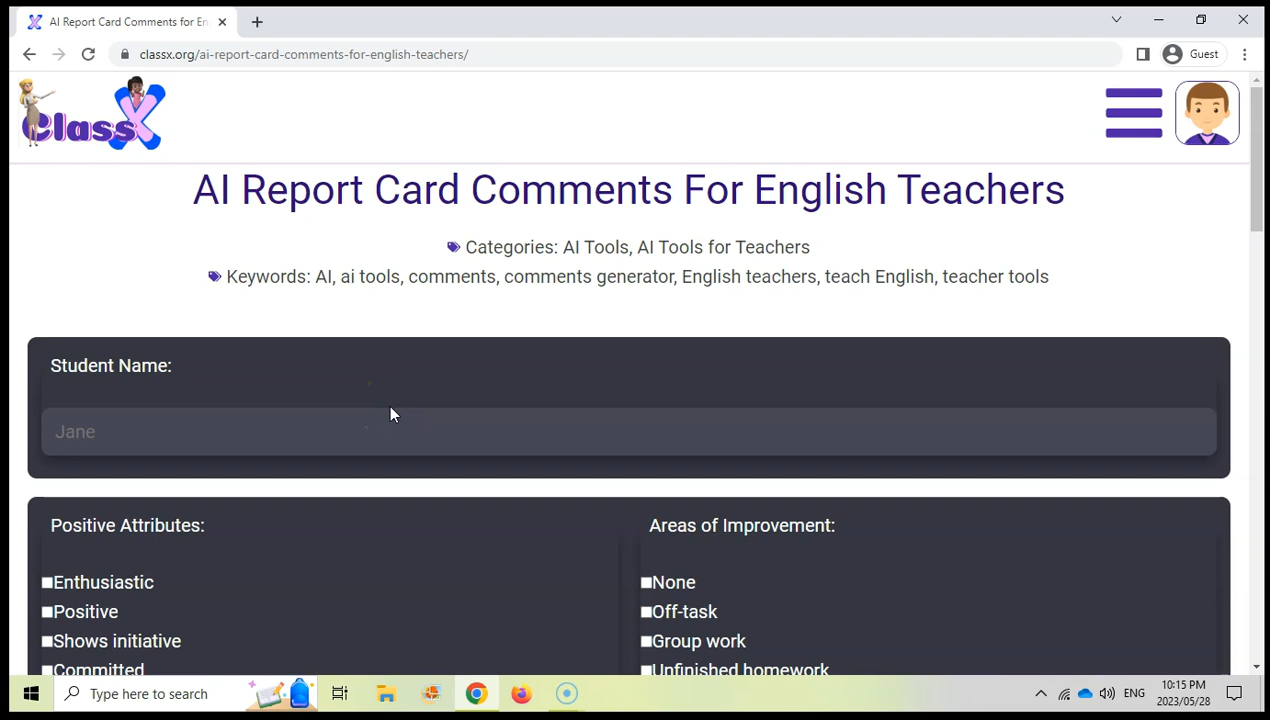 AI Report Card Comments for En
classx.org/ai-report-card-comments-for-english-teachers/
Guest
ClassX
AI Report Card Comments For English Teachers
Categories: AI Tools, AI Tools for Teachers
Keywords: AI, ai tools, comments, comments generator, English teachers, teach English, teacher tools
Student Name:
Jane
Positive Attributes:
Areas of Improvement:
Enthusiastic
None
Positive
Off-task
Shows initiative
Group work
Committed
Unfinished homework
Type here to search
ENG
10:15 PM
2023/05/28